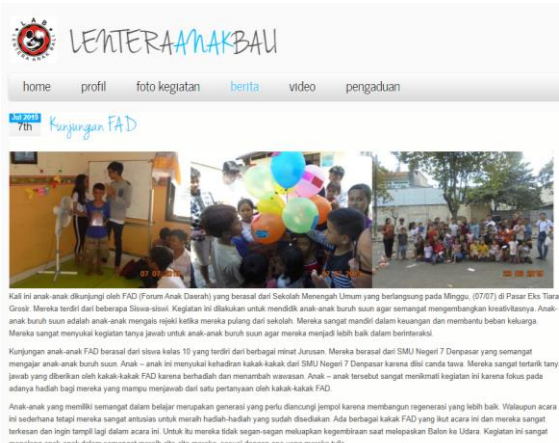 LAB
LENTERA ANAK BALI
LENTERAANAKBALI
home profil foto kegiatan berita video pengaduan
Jul 2019
7th
Kunjungan FAD
Kali ini anak-anak dikunjungi oleh FAD (Forum Anak Daerah) yang berasal dari Sekolah Menengah Umum yang berlangsung pada Minggu, (07/07) di Pasar Eks Tiara
Grosir. Mereka terdiri dari beberapa Siswa-siswi. Kegiatan ini dilakukan untuk mendidik anak-anak buruh suun agar semangat mengembangkan kreativitasnya. Anak-
anak buruh suun adalah anak-anak mengais rejeki ketika mereka pulang dari sekolah. Mereka sangat mandiri dalam keuangan dan membantu beban keluarga.
Mereka sangat menyukai kegiatan tanya jawab untuk anak-anak buruh suun agar mereka menjadi lebih baik dalam berinteraksi.
Kunjungan anak-anak FAD berasal dari siswa kelas 10 yang terdiri dari berbagai minat Jurusan. Mereka berasal dari SMU Negeri 7 Denpasar yang semangat
mengajar anak-anak buruh suun. Anak – anak ini menyukai kehadiran kakak-kakak dari SMU Negeri 7 Denpasar karena diisi canda tawa. Mereka sangat tertarik tanya
jawab yang diberikan oleh kakak-kakak FAD karena berhadiah dan menambah wawasan. Anak – anak tersebut sangat menikmati kegiatan ini karena fokus pada
adanya hadiah bagi mereka yang mampu menjawab dari satu pertanyaan oleh kakak-kakak FAD.
Anak-anak yang memiliki semangat dalam belajar merupakan generasi yang perlu diancungi jempol karena membangun regenerasi yang lebih baik. Walaupun acara
ini sederhana tetapi mereka sangat antusias untuk meraih hadiah-hadiah yang sudah disediakan. Ada berbagai kakak FAD yang ikut acara ini dan mereka sangat
terkesan dan ingin tampil lagi dalam acara ini. Untuk itu mereka tidak segan-segan meluapkan kegembiraan saat melepaskan Balon ke Udara. Kegiatan ini sangat